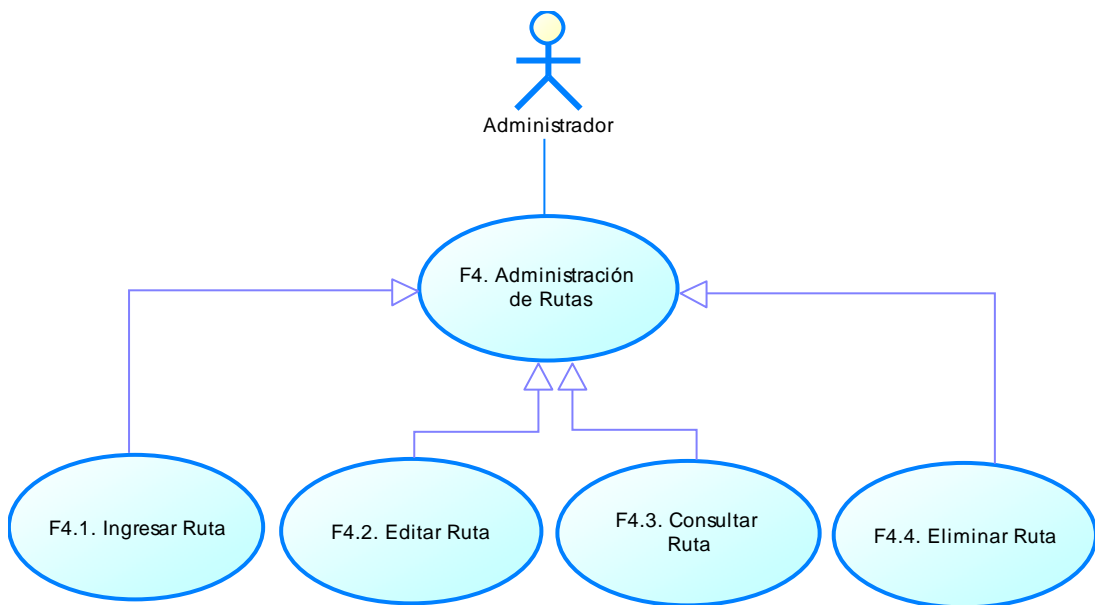 Administrador
F4. Administración
de Rutas
F4.1. Ingresar Ruta
F4.2. Editar Ruta
F4.3. Consultar
Ruta
F4.4. Eliminar Ruta